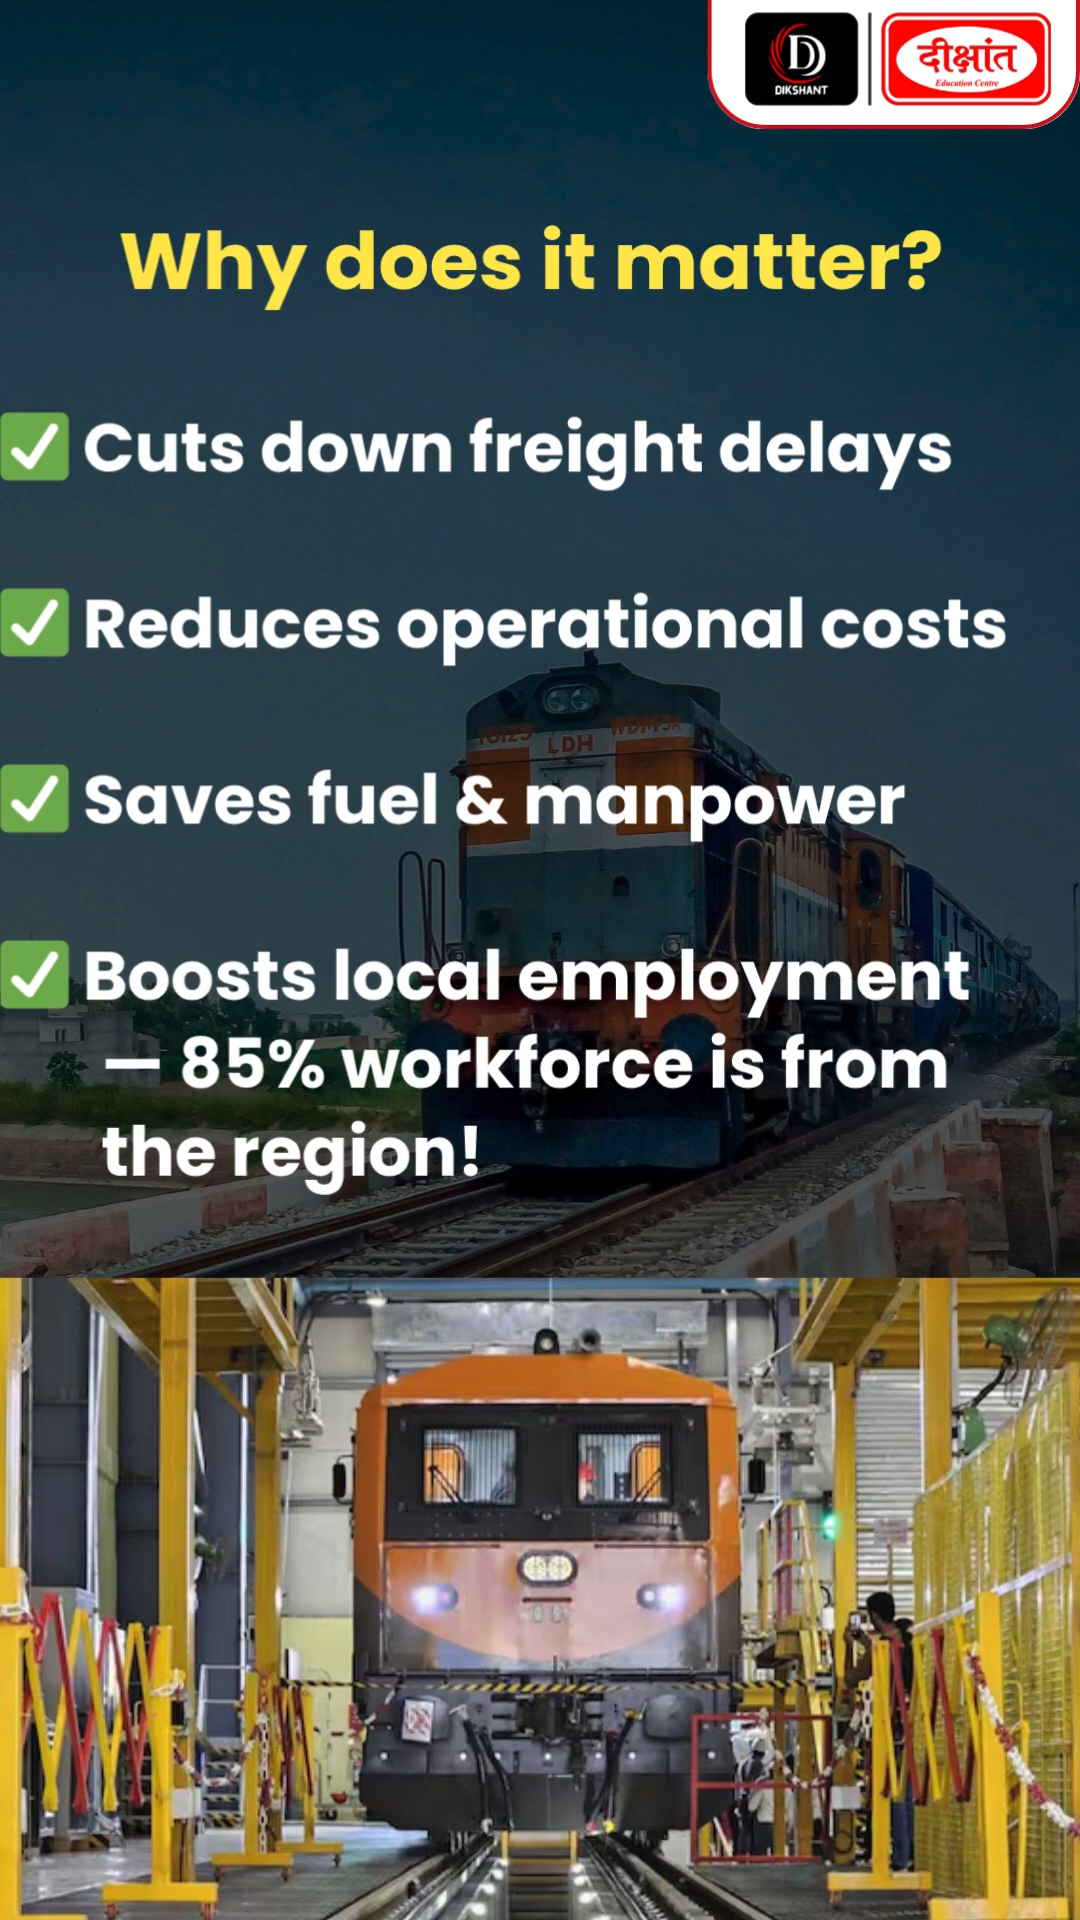 DIKSHANT
दीक्षांत
Education Centre
Why does it matter?
✅ Cuts down freight delays
✅ Reduces operational costs
LDH
✅ Saves fuel & manpower
✅ Boosts local employment
— 85% workforce is from
the region!